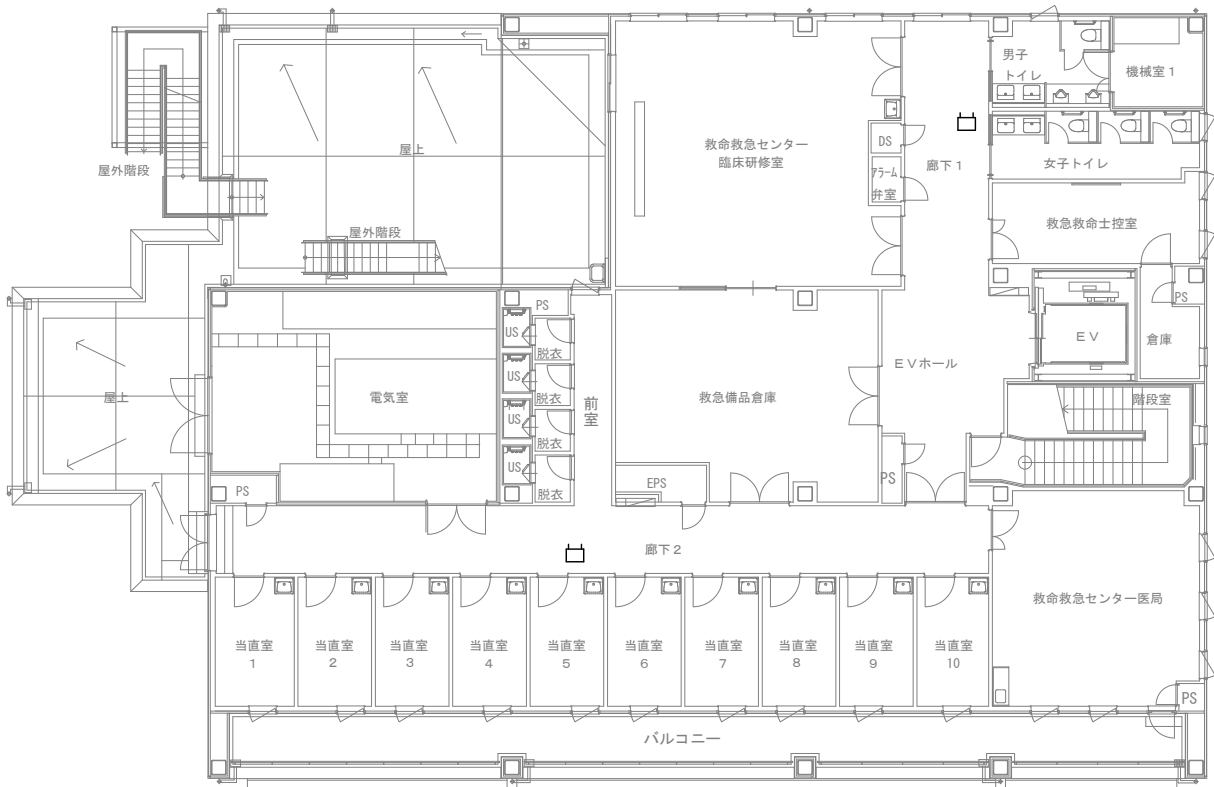 男子
トイレ
機械室１
屋外階段
屋上
救命救急センター
臨床研修室
DS
ｱﾗｰﾑ
弁室
廊下１
女子トイレ
屋外階段
救急救命士控室
PS
US
脱衣
PS
ＥＶ
倉庫
ＥＶホール
屋上
電気室
US
脱衣
前室
救急備品倉庫
階段室
US
脱衣
US
脱衣
PS
EPS
PS
廊下２
救命救急センター医局
当直室
１
当直室
２
当直室
３
当直室
４
当直室
５
当直室
６
当直室
７
当直室
８
当直室
９
当直室
10
PS
バルコニー